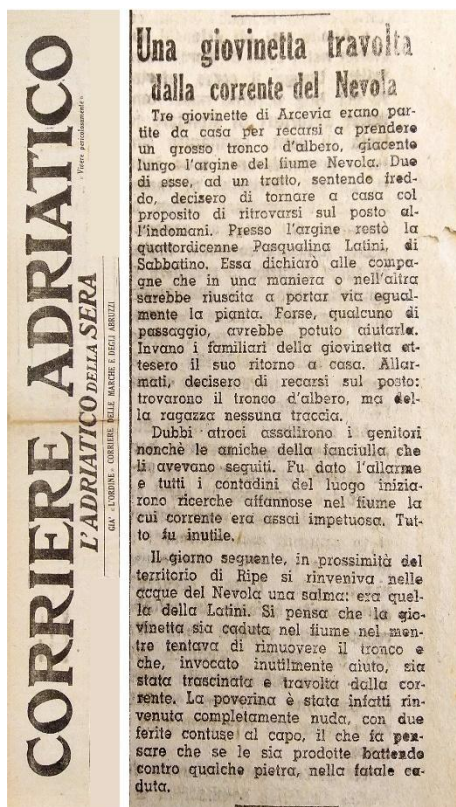 CORRIERE ADRIATICO
« Vivere pericolosamente »
L'ADRIATICO DELLA SERA
GIÀ « L'ORDINE » CORRIERE DELLE MARCHE E DEGLI ABRUZZI
Una giovinetta travolta
dalla corrente del Nevola
Tre giovinette di Arcevia erano par-
tite da casa per recarsi a prendere
un grosso tronco d'albero, giacente
lungo l'argine del fiume Nevola. Due
di esse, ad un tratto, sentendo fred-
do, decisero di tornare a casa col
proposito di ritrovarsi sul posto al-
l'indomani. Presso l'argine restò la
quattordicenne Pasqualina Latini, di
Sabbatino. Essa dichiarò alle compa-
gne che in una maniera o nell'altra
sarebbe riuscita a portar via egual-
mente la pianta. Forse, qualcuno di
passaggio, avrebbe potuto aiutarla.
Invano i familiari della giovinetta at-
tesero il suo ritorno a casa. Allar-
mati, decisero di recarsi sul posto:
trovarono il tronco d'albero, ma del-
la ragazza nessuna traccia.
Dubbi atroci assalirono i genitori
nonchè le amiche della fanciulla che
li avevano seguiti. Fu dato l'allarme
e tutti i contadini del luogo inizia-
rono ricerche affannose nel fiume la
cui corrente era assai impetuosa. Tut-
to fu inutile.
Il giorno seguente, in prossimità del
territorio di Ripe si rinveniva nelle
acque del Nevola una salma: era quel-
la della Latini. Si pensa che la gio-
vinetta sia caduta nel fiume nel men-
tre tentava di rimuovere il tronco e
che, invocato inutilmente aiuto, sia
stata trascinata e travolta dalla cor-
rente. La poverina è stata infatti rin-
venuta completamente nuda, con due
ferite contuse al capo, il che fa pen-
sare che se le sia prodotte battendo
contro qualche pietra, nella fatale ca-
duta.